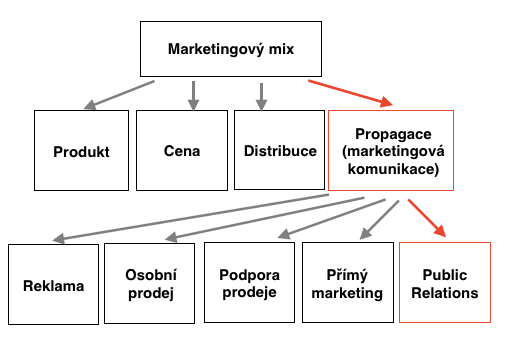 Marketingový mix
Produkt
Cena
Distribuce
Propagace
(marketingová
komunikace)
Reklama
Osobní
prodej
Podpora
prodeje
Přímý
marketing
Public
Relations